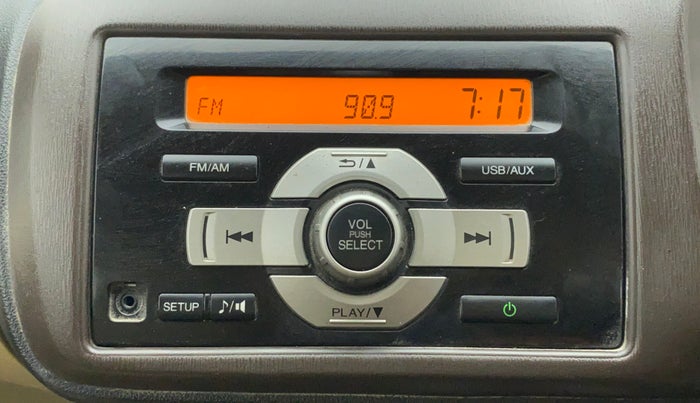 FM 90.9 7:17
FM/AM
USB/AUX
VOL
PUSH
SELECT
SETUP
PLAY/▼